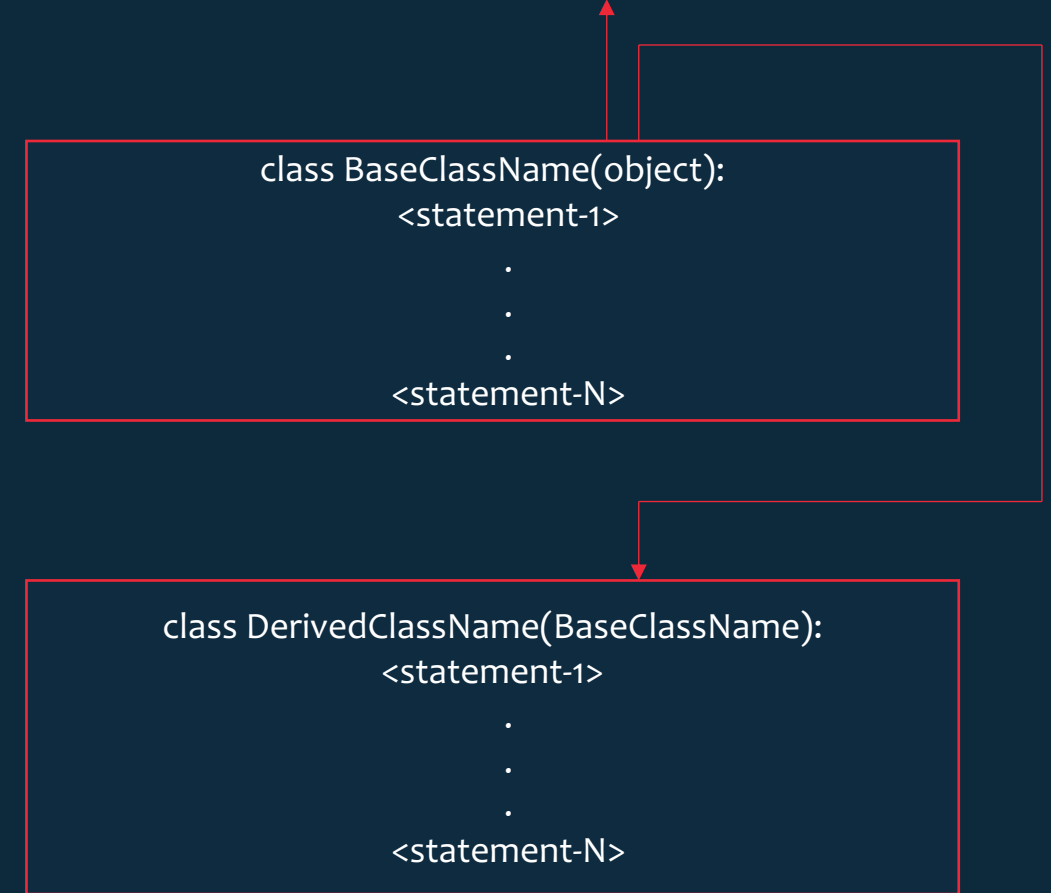 class BaseClassName(object):
<statement-1>
.
.
.
<statement-N>
class DerivedClassName(BaseClassName):
<statement-1>
.
.
.
<statement-N>